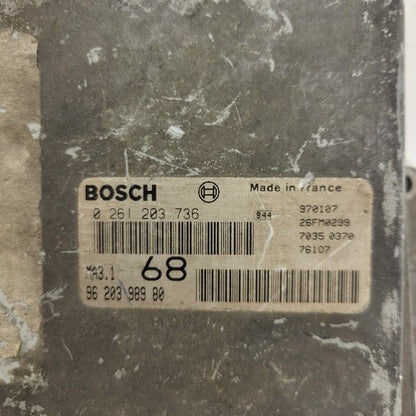 BOSCH Made in France
0 261 203 736 944 970107
26FM0299
7035 0370
76107
MA3.1 68
96 203 989 80